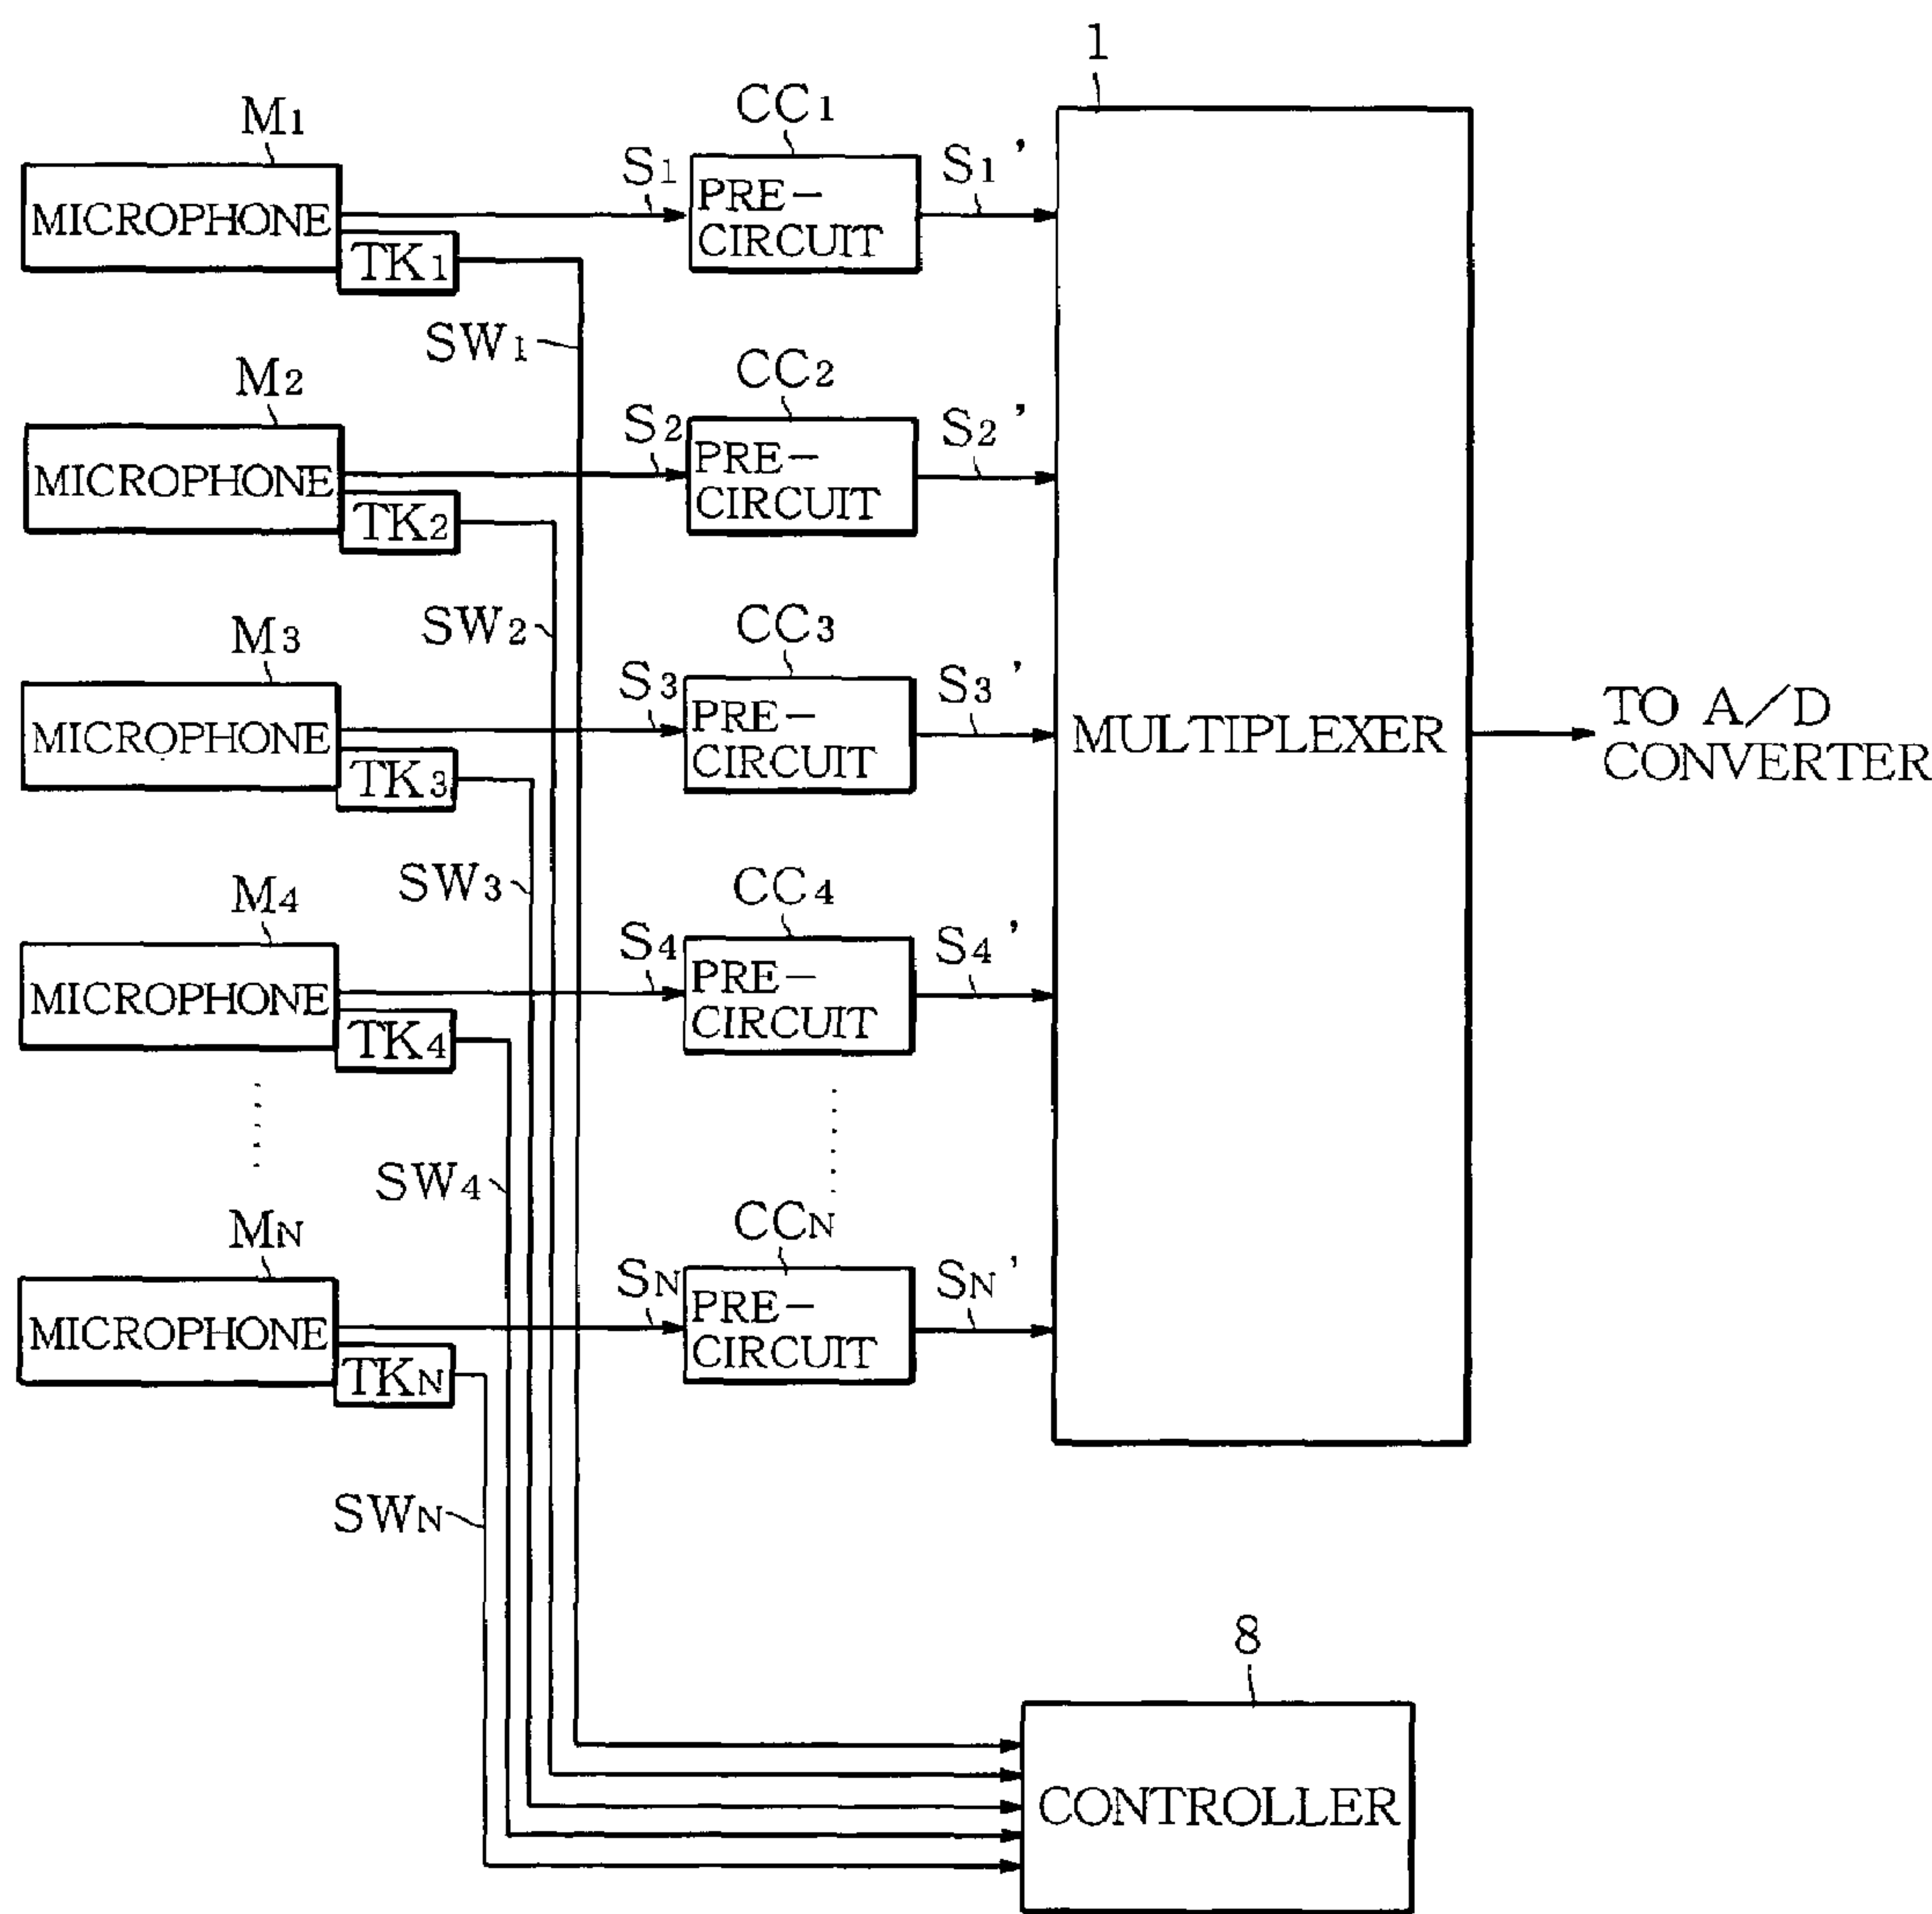 1
M1
CC1
S1
S1'
MICROPHONE
PRE-
CIRCUIT
TK1
SW1
M2
CC2
S2
S2'
MICROPHONE
PRE-
CIRCUIT
TK2
SW2
M3
CC3
S3
S3'
MICROPHONE
PRE-
CIRCUIT
TK3
MULTIPLEXER
TO A/D
CONVERTER
SW3
M4
CC4
S4
S4'
MICROPHONE
PRE-
CIRCUIT
TK4
SW4
MN
CCN
SN
SN'
MICROPHONE
PRE-
CIRCUIT
TKN
SWN
8
CONTROLLER